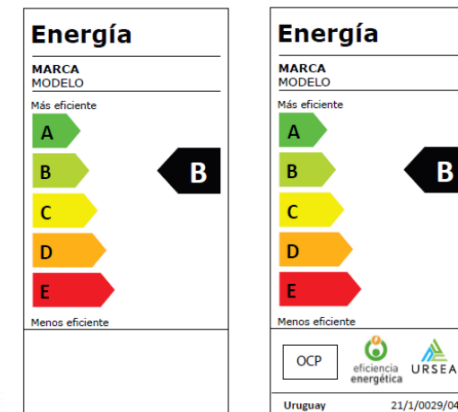 Energía
MARCA
MODELO
Más eficiente
A
B
B
C
D
E
Menos eficiente
Energía
MARCA
MODELO
Más eficiente
A
B
B
C
D
E
Menos eficiente
OCP
eficiencia
energética
URSEA
Uruguay 21/1/0029/04